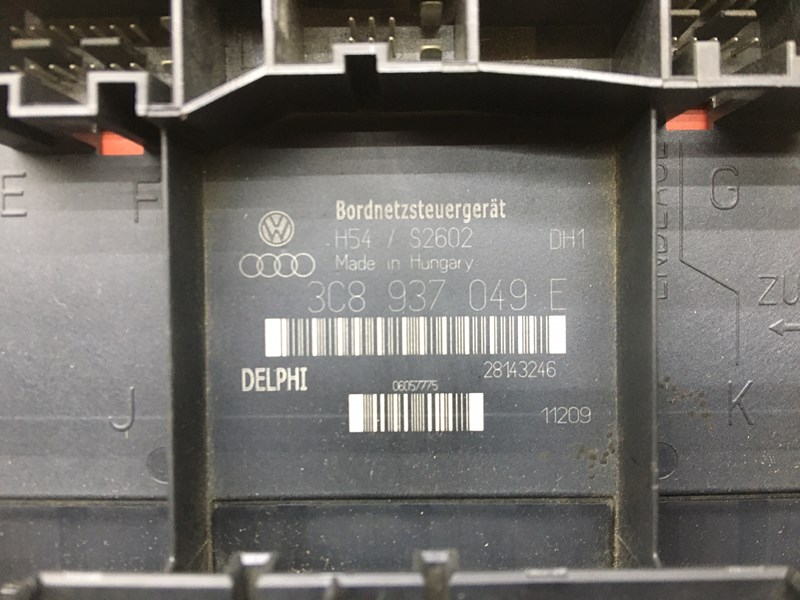 Bordnetzsteuergerät
H54 / S2602 DH1
Made in Hungary
3C8 937 049 E
28143246
DELPHI
06057775
11209
E
F
G
ZU
J
K